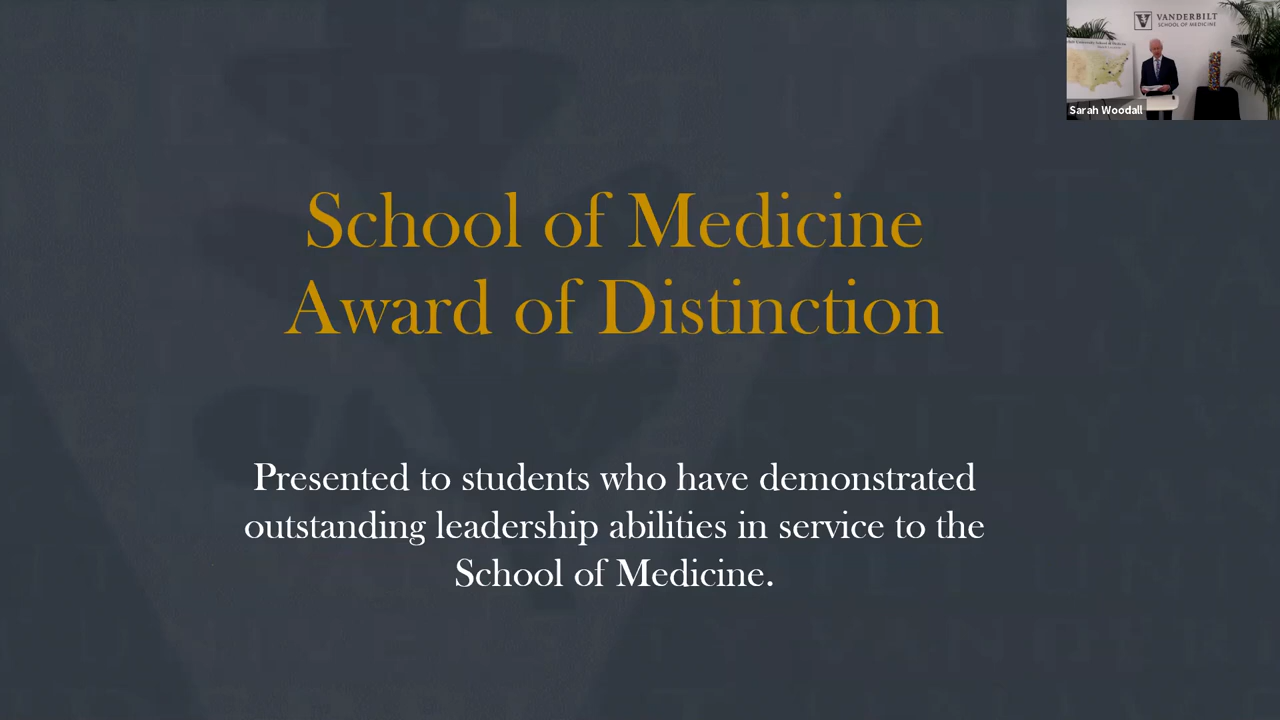 VANDERBILT
SCHOOL OF MEDICINE
Sarah Woodall
School of Medicine
Award of Distinction
Presented to students who have demonstrated
outstanding leadership abilities in service to the
School of Medicine.